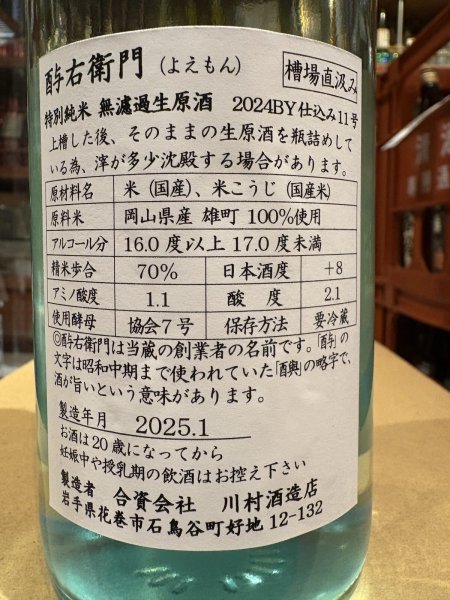 酉与右衛門（よえもん） 槽場直汲み
特別純米 無濾過生原酒 2024BY仕込み11号
上槽した後、そのままの生原酒を瓶詰めして
いる為、滓が多少沈殿する場合があります。
原材料名 米（国産）、米こうじ（国産米）
原料米 岡山県産 雄町 100%使用
アルコール分 16.0度以上17.0度未満
精米歩合 70% 日本酒度 +8
アミノ酸度 1.1 酸度 2.1
使用酵母 協会7号 保存方法 要冷蔵
◎酉与右衛門は当蔵の創業者の名前です。「酉与」の
文字は昭和中期まで使われていた「酉與」の略字で、
酒が旨いという意味があります。
製造年月 2025.1
お酒は20歳になってから
妊娠中や授乳期の飲酒はお控え下さい
製造者 合資会社 川村酒造店
岩手県花巻市石鳥谷町好地12-132